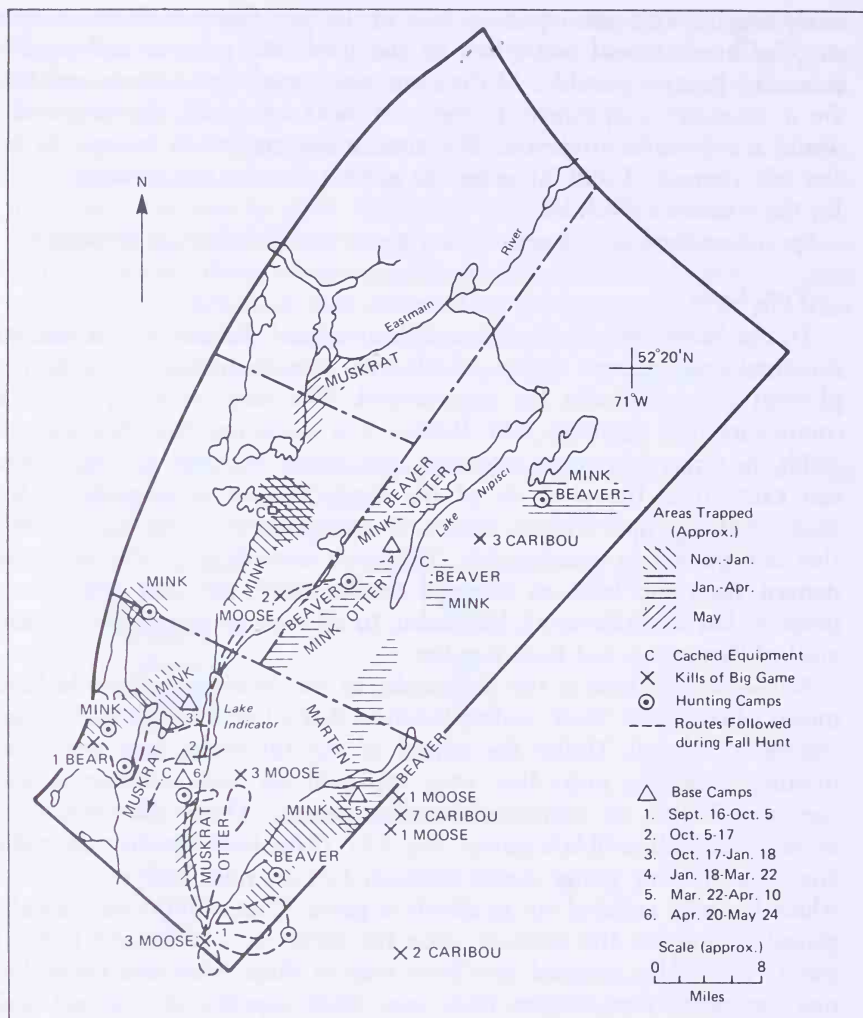 N
River
Eastmain
MUSKRAT
52°20'N
71°W
BEAVER
MINK OTTER
Lake Nipisci
MINK
BEAVER
C
MINK
3 CARIBOU
4
C
BEAVER
MINK
2 MOOSE
BEAVER
MINK OTTER
MINK
MINK
MINK
3
Lake
Indicator
1 BEAR
MUSKRAT
2
C
6
3 MOOSE
MARTEN
BEAVER
MINK
5
1 MOOSE
7 CARIBOU
1 MOOSE
MUSKRAT
OTTER
BEAVER
1
3 MOOSE
2 CARIBOU
Areas Trapped
(Approx.)
Nov.-Jan.
Jan-Apr.
May
C Cached Equipment
Kills of Big Game
Hunting Camps
Routes Followed
during Fall Hunt
Base Camps
1. Sept. 16-Oct. 5
2. Oct. 5-17
3. Oct. 17-Jan. 18
4. Jan. 18-Mar. 22
5. Mar. 22-Apr. 10
6. Apr. 20-May 24
Scale (approx.)
0 8
Miles